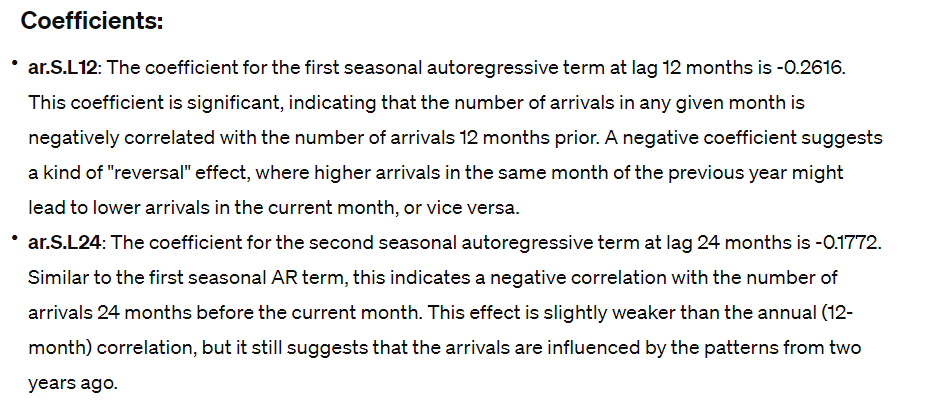 Coefficients:
• ar.S.L12: The coefficient for the first seasonal autoregressive term at lag 12 months is -0.2616.
This coefficient is significant, indicating that the number of arrivals in any given month is
negatively correlated with the number of arrivals 12 months prior. A negative coefficient suggests
a kind of "reversal" effect, where higher arrivals in the same month of the previous year might
lead to lower arrivals in the current month, or vice versa.
• ar.S.L24: The coefficient for the second seasonal autoregressive term at lag 24 months is -0.1772.
Similar to the first seasonal AR term, this indicates a negative correlation with the number of
arrivals 24 months before the current month. This effect is slightly weaker than the annual (12-
month) correlation, but it still suggests that the arrivals are influenced by the patterns from two
years ago.